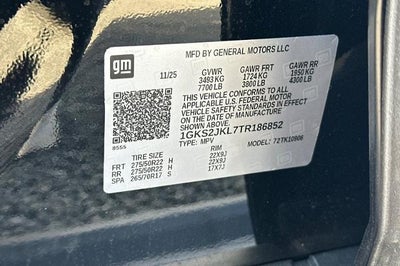 gm
MFD BY GENERAL MOTORS LLC
11/25 GVWR GAWR FRT GAWR RR
3493 KG 1724 KG 1950 KG
7700 LB 3800 LB 4300 LB
THIS VEHICLE CONFORMS TO ALL
APPLICABLE U.S. FEDERAL MOTOR
VEHICLE SAFETY STANDARDS IN
EFFECT ON THE DATE OF
MANUFACTURE SHOWN ABOVE.
1GKS2JKL7TR186852
TYPE: MPV MODEL: 72TK10906
8555
TIRE SIZE RIM
FRT 275/50R22 H 22X9J
RR 275/50R22 H 22X9J
SPA 265/70R17 S 17X7J